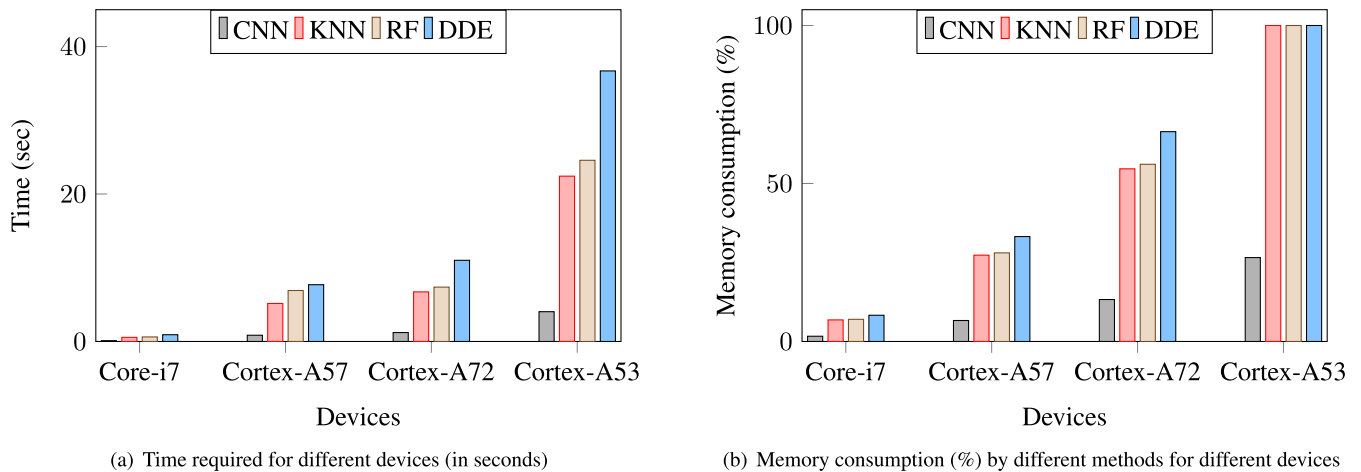 CNN KNN RF DDE
40
20
0
Time (sec)
Core-i7 Cortex-A57 Cortex-A72 Cortex-A53
Devices
(a) Time required for different devices (in seconds)
CNN KNN RF DDE
100
50
0
Memory consumption (%)
Core-i7 Cortex-A57 Cortex-A72 Cortex-A53
Devices
(b) Memory consumption (%) by different methods for different devices